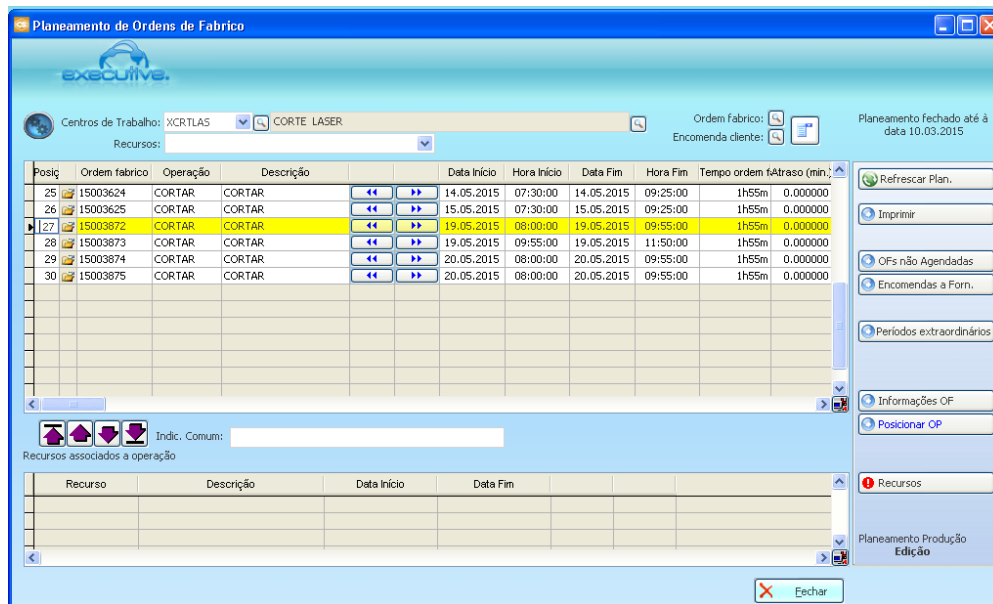 Planeamento de Ordens de Fabrico
executive.
Centros de Trabalho: XCRTLAS CORTE LASER
Recursos:
Ordem fabrico:
Encomenda cliente:
Planeamento fechado até à
data 10.03.2015
Posiç Ordem fabrico Operação Descrição Data Início Hora Início Data Fim Hora Fim Tempo ordem f Atraso (min.)
25 15003624 CORTAR CORTAR 14.05.2015 07:30:00 14.05.2015 09:25:00 1h55m 0.000000
26 15003625 CORTAR CORTAR 15.05.2015 07:30:00 15.05.2015 09:25:00 1h55m 0.000000
27 15003872 CORTAR CORTAR 19.05.2015 08:00:00 19.05.2015 09:55:00 1h55m 0.000000
28 15003873 CORTAR CORTAR 19.05.2015 09:55:00 19.05.2015 11:50:00 1h55m 0.000000
29 15003874 CORTAR CORTAR 20.05.2015 08:00:00 20.05.2015 09:55:00 1h55m 0.000000
30 15003875 CORTAR CORTAR 20.05.2015 08:00:00 20.05.2015 09:55:00 1h55m 0.000000
Refrescar Plan.
Imprimir
OFs não Agendadas
Encomendas a Forn.
Períodos extraordinários
Informações OF
Posicionar OP
Recursos
Planeamento Produção
Edição
Indic. Comum:
Recursos associados a operação
Recurso Descrição Data Início Data Fim
Fechar